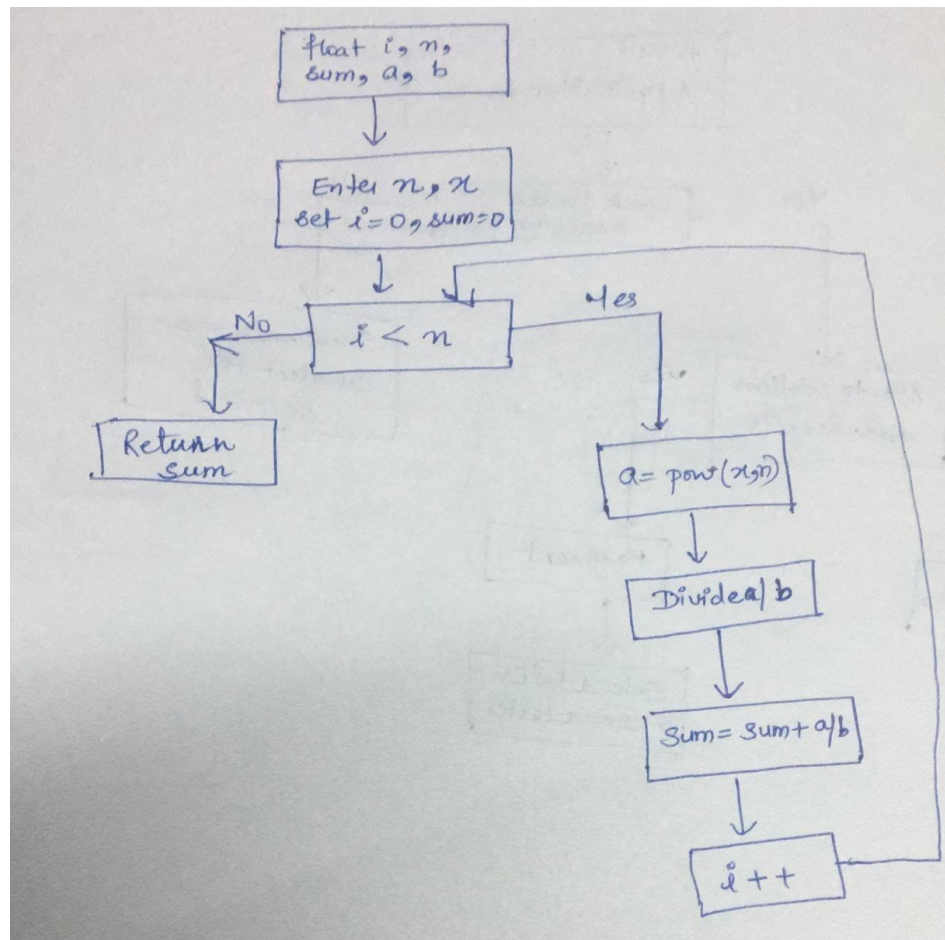 float i, n,
sum, a, b
Enter n, x
set i=0, sum=0
i < n
No
Yes
Return
sum
a= pow(x,n)
Divide a/b
Sum= Sum+ a/b
i++